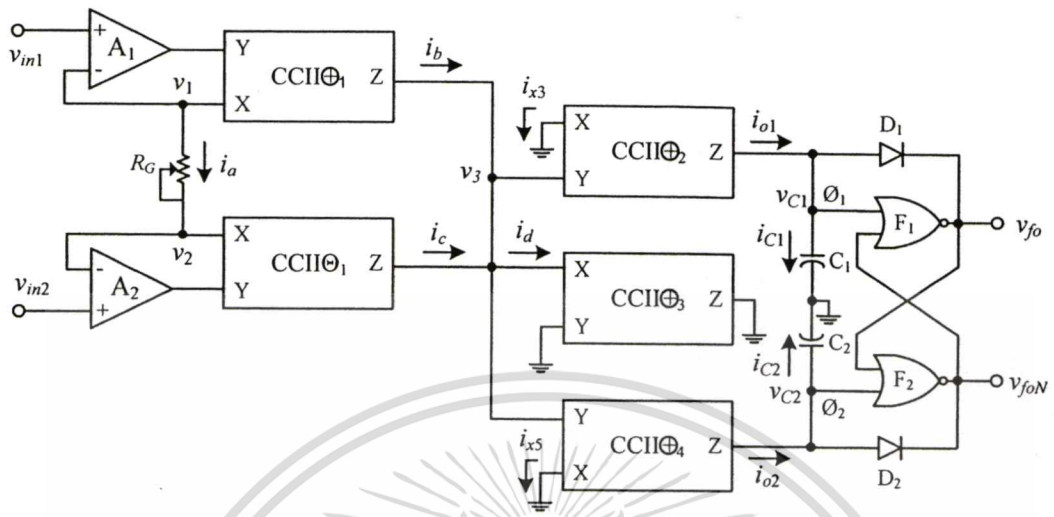 v_in1
+
A₁
-
Y
CCII⊕₁
Z
X
v₁
i_b
R_G
i_a
v₂
X
CCIIΘ₁
Z
Y
-
A₂
+
v_in2
i_c
v₃
i_d
i_x3
X
CCII⊕₂
Z
Y
i_o1
D₁
v_C1
Ø₁
F₁
v_fo
i_C1
C₁
X
CCII⊕₃
Z
Y
C₂
i_C2
v_C2
Ø₂
F₂
v_foN
i_x5
Y
CCII⊕₄
Z
X
i_o2
D₂